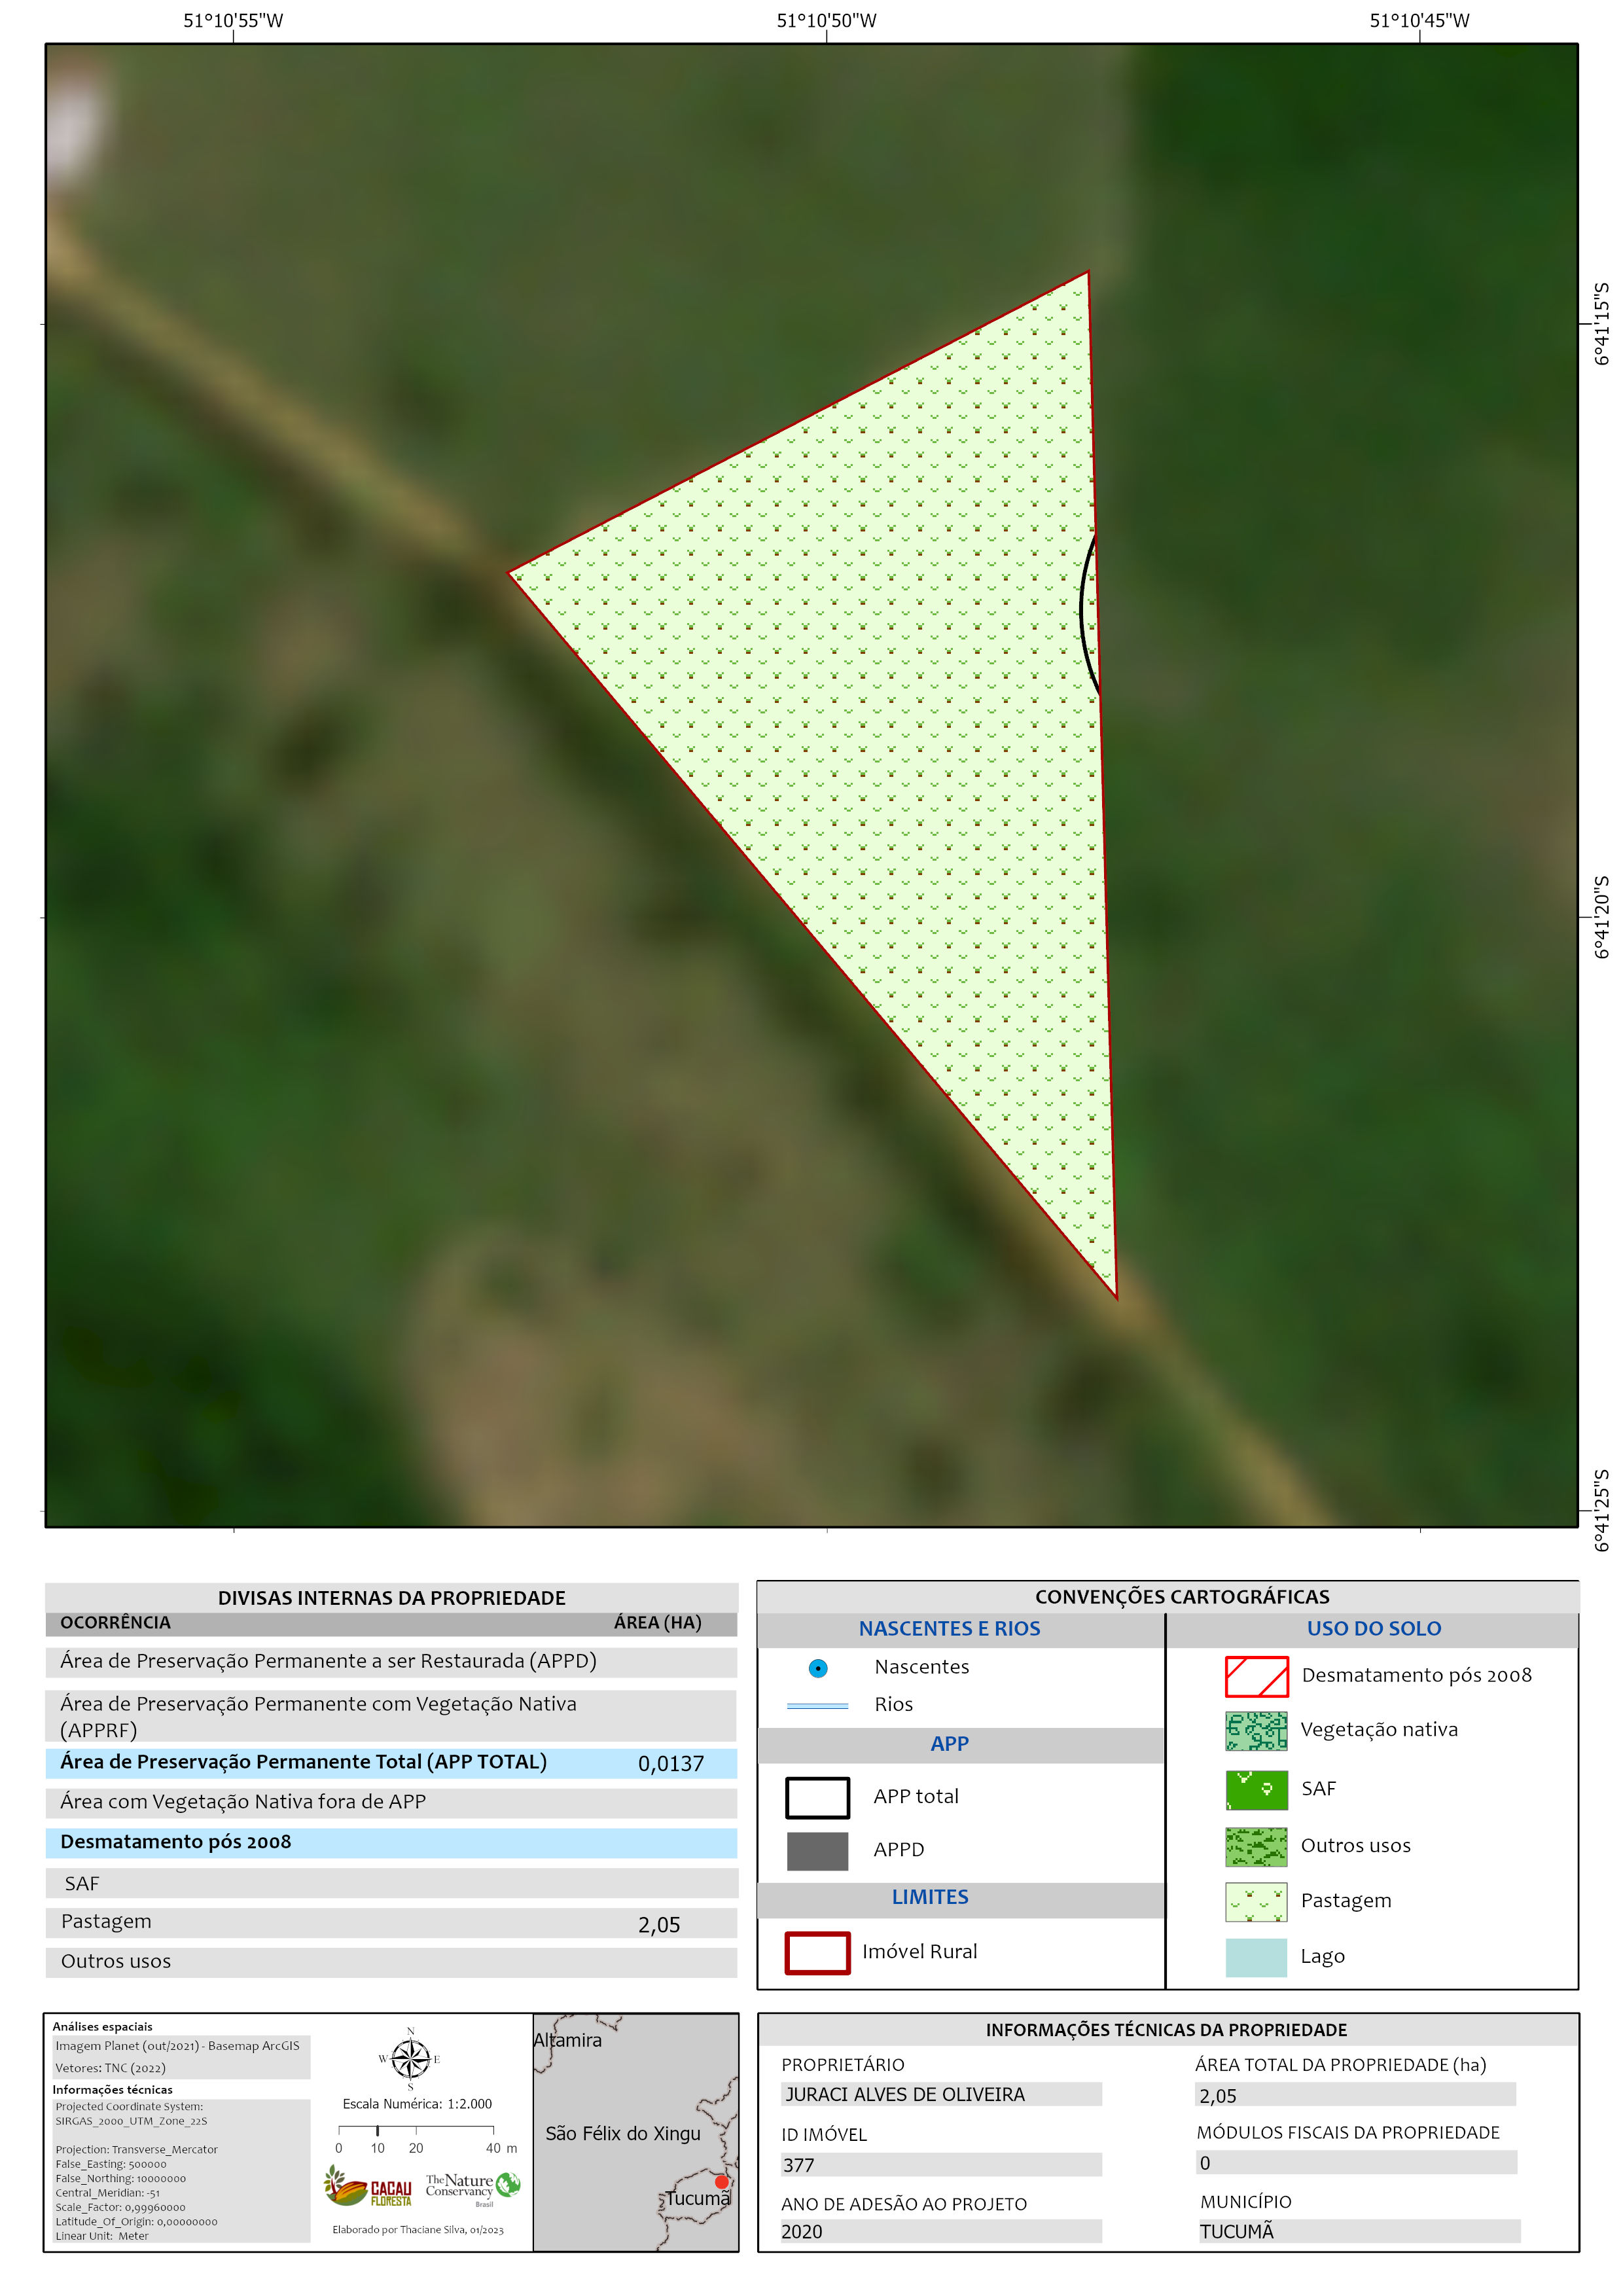 51°10'55"W
51°10'50"W
51°10'45"W
6°41'15"S
6°41'20"S
6°41'25"S
DIVISAS INTERNAS DA PROPRIEDADE
OCORRÊNCIA ÁREA (HA)
Área de Preservação Permanente a ser Restaurada (APPD)
Área de Preservação Permanente com Vegetação Nativa
(APPRF)
Área de Preservação Permanente Total (APP TOTAL) 0,0137
Área com Vegetação Nativa fora de APP
Desmatamento pós 2008
SAF
Pastagem 2,05
Outros usos
CONVENÇÕES CARTOGRÁFICAS
NASCENTES E RIOS
Nascentes
Rios
APP
APP total
APPD
LIMITES
Imóvel Rural
USO DO SOLO
Desmatamento pós 2008
Vegetação nativa
SAF
Outros usos
Pastagem
Lago
Análises espaciais
Imagem Planet (out/2021) - Basemap ArcGIS
Vetores: TNC (2022)
Informações técnicas
Projected Coordinate System:
SIRGAS_2000_UTM_Zone_22S
Projection: Transverse_Mercator
False_Easting: 500000
False_Northing: 10000000
Central_Meridian: -51
Scale_Factor: 0,99960000
Latitude_Of_Origin: 0,00000000
Linear Unit: Meter
N
W E
S
Escala Numérica: 1:2.000
0 10 20 40 m
CACAU
FLORESTA
The Nature
Conservancy
Brasil
Elaborado por Thaciane Silva, 01/2023
Altamira
São Félix do Xingu
Tucumã
INFORMAÇÕES TÉCNICAS DA PROPRIEDADE
PROPRIETÁRIO
JURACI ALVES DE OLIVEIRA
ID IMÓVEL
377
ANO DE ADESÃO AO PROJETO
2020
ÁREA TOTAL DA PROPRIEDADE (ha)
2,05
MÓDULOS FISCAIS DA PROPRIEDADE
0
MUNICÍPIO
TUCUMÃ